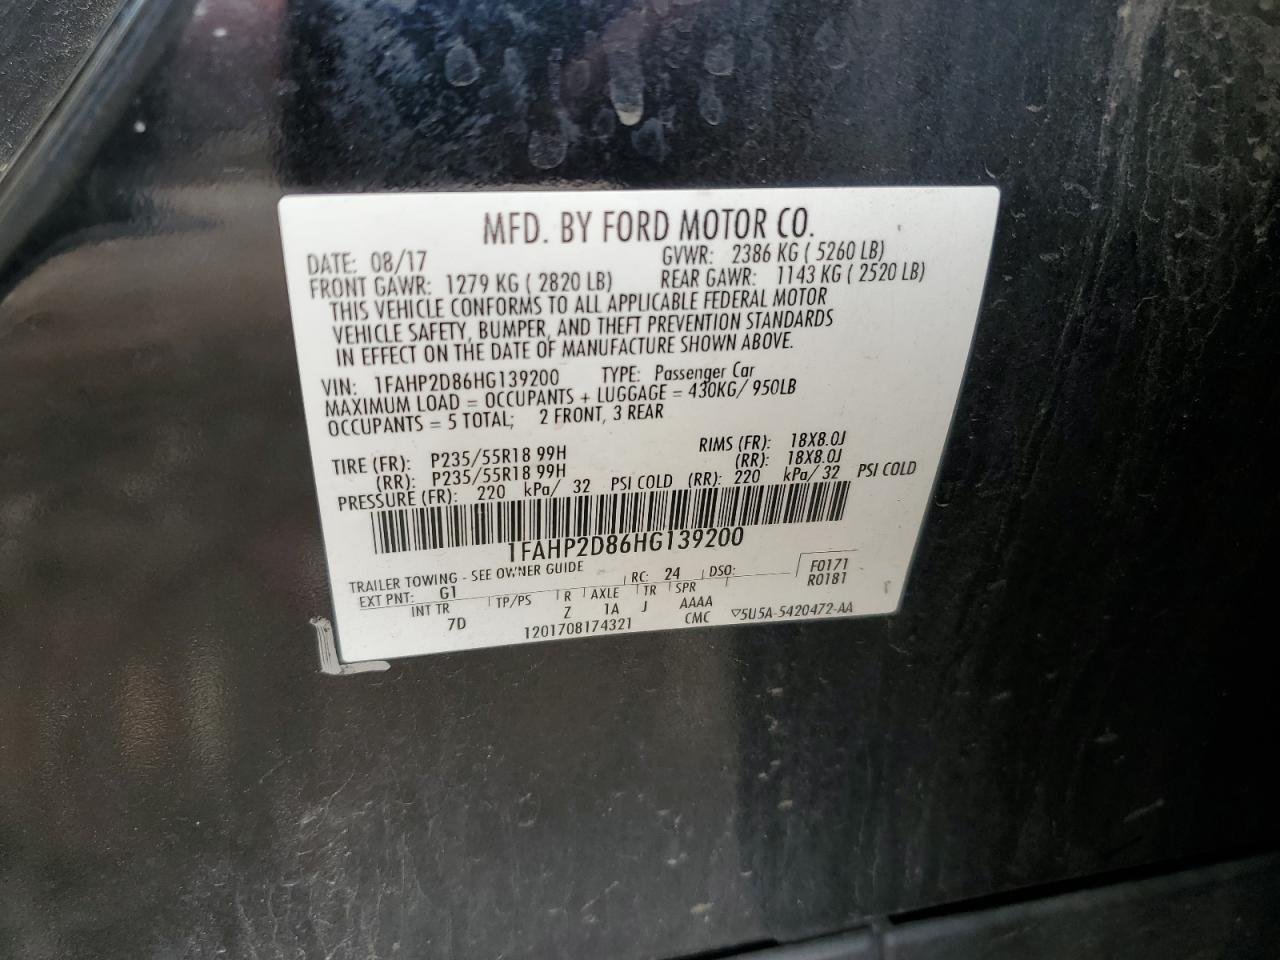 MFD. BY FORD MOTOR CO.
DATE: 08/17 GVWR: 2386 KG ( 5260 LB)
FRONT GAWR: 1279 KG ( 2820 LB) REAR GAWR: 1143 KG ( 2520 LB)
THIS VEHICLE CONFORMS TO ALL APPLICABLE FEDERAL MOTOR
VEHICLE SAFETY, BUMPER, AND THEFT PREVENTION STANDARDS
IN EFFECT ON THE DATE OF MANUFACTURE SHOWN ABOVE.
VIN: 1FAHP2D86HG139200 TYPE: Passenger Car
MAXIMUM LOAD = OCCUPANTS + LUGGAGE = 430KG/ 950LB
OCCUPANTS = 5 TOTAL; 2 FRONT, 3 REAR
TIRE (FR): P235/55R18 99H RIMS (FR): 18X8.0J
(RR): P235/55R18 99H (RR): 18X8.0J
PRESSURE (FR): 220 kPa/ 32 PSI COLD (RR): 220 kPa/ 32 PSI COLD
1FAHP2D86HG139200
TRAILER TOWING - SEE OWNER GUIDE F0171
EXT PNT: G1 RC: 24 DSO: R0181
INT TR TP/PS R AXLE TR SPR
7D Z 1A J AAAA
1201708174321 CMC ▽5U5A-5420472-AA